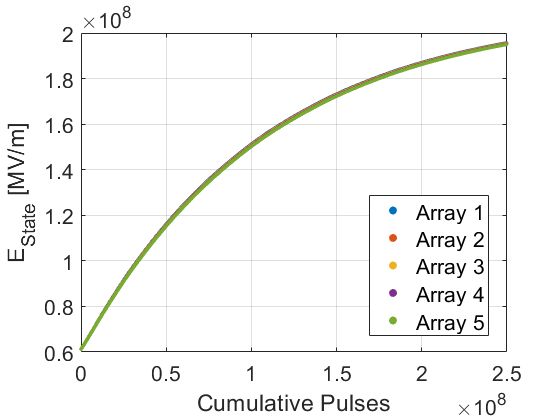 ×10^8
2
1.8
1.6
1.4
1.2
1
0.8
0.6
E_State [MV/m]
Array 1
Array 2
Array 3
Array 4
Array 5
0 0.5 1 1.5 2 2.5
Cumulative Pulses
×10^8